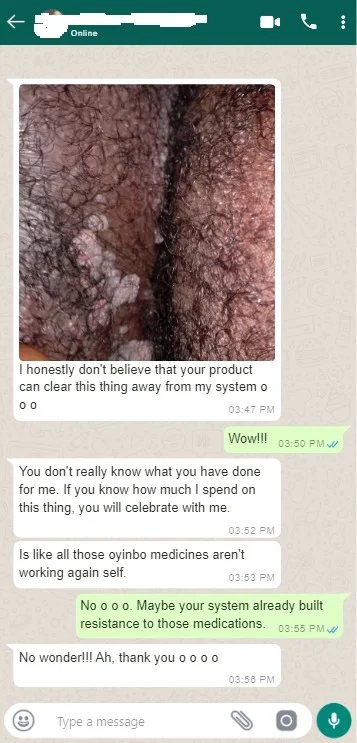 Online
I honestly don't believe that your product
can clear this thing away from my system o
o o
03:47 PM
Wow!!!
03:50 PM
You don't really know what you have done
for me. If you know how much I spend on
this thing, you will celebrate with me.
03:52 PM
Is like all those oyinbo medicines aren't
working again self.
03:53 PM
No o o o. Maybe your system already built
resistance to those medications.
03:55 PM
No wonder!!! Ah, thank you o o o o
03:56 PM
Type a message